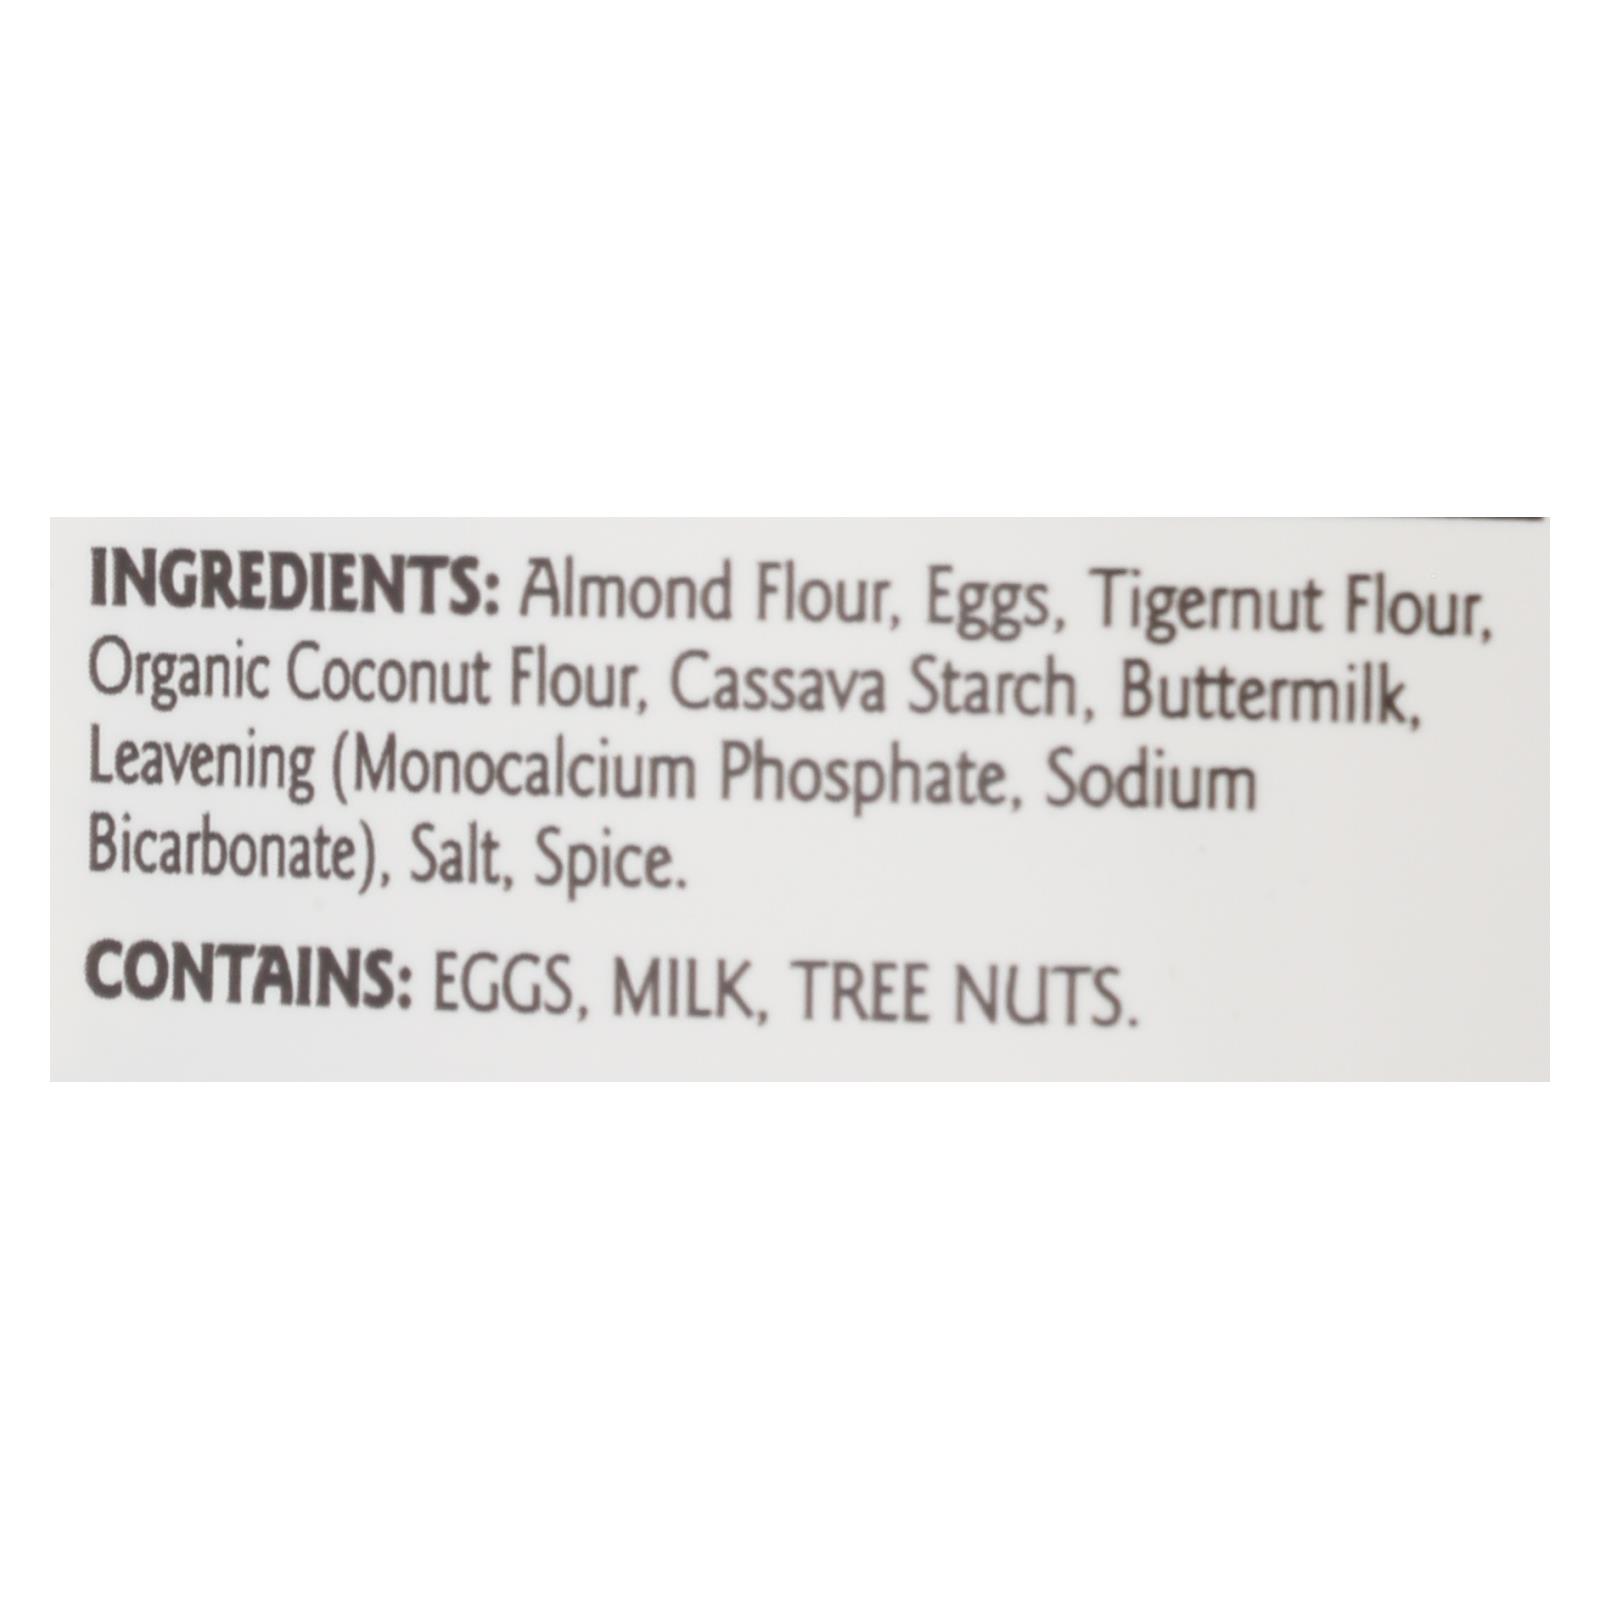 INGREDIENTS: Almond Flour, Eggs, Tigernut Flour,
Organic Coconut Flour, Cassava Starch, Buttermilk,
Leavening (Monocalcium Phosphate, Sodium
Bicarbonate), Salt, Spice.
CONTAINS: EGGS, MILK, TREE NUTS.